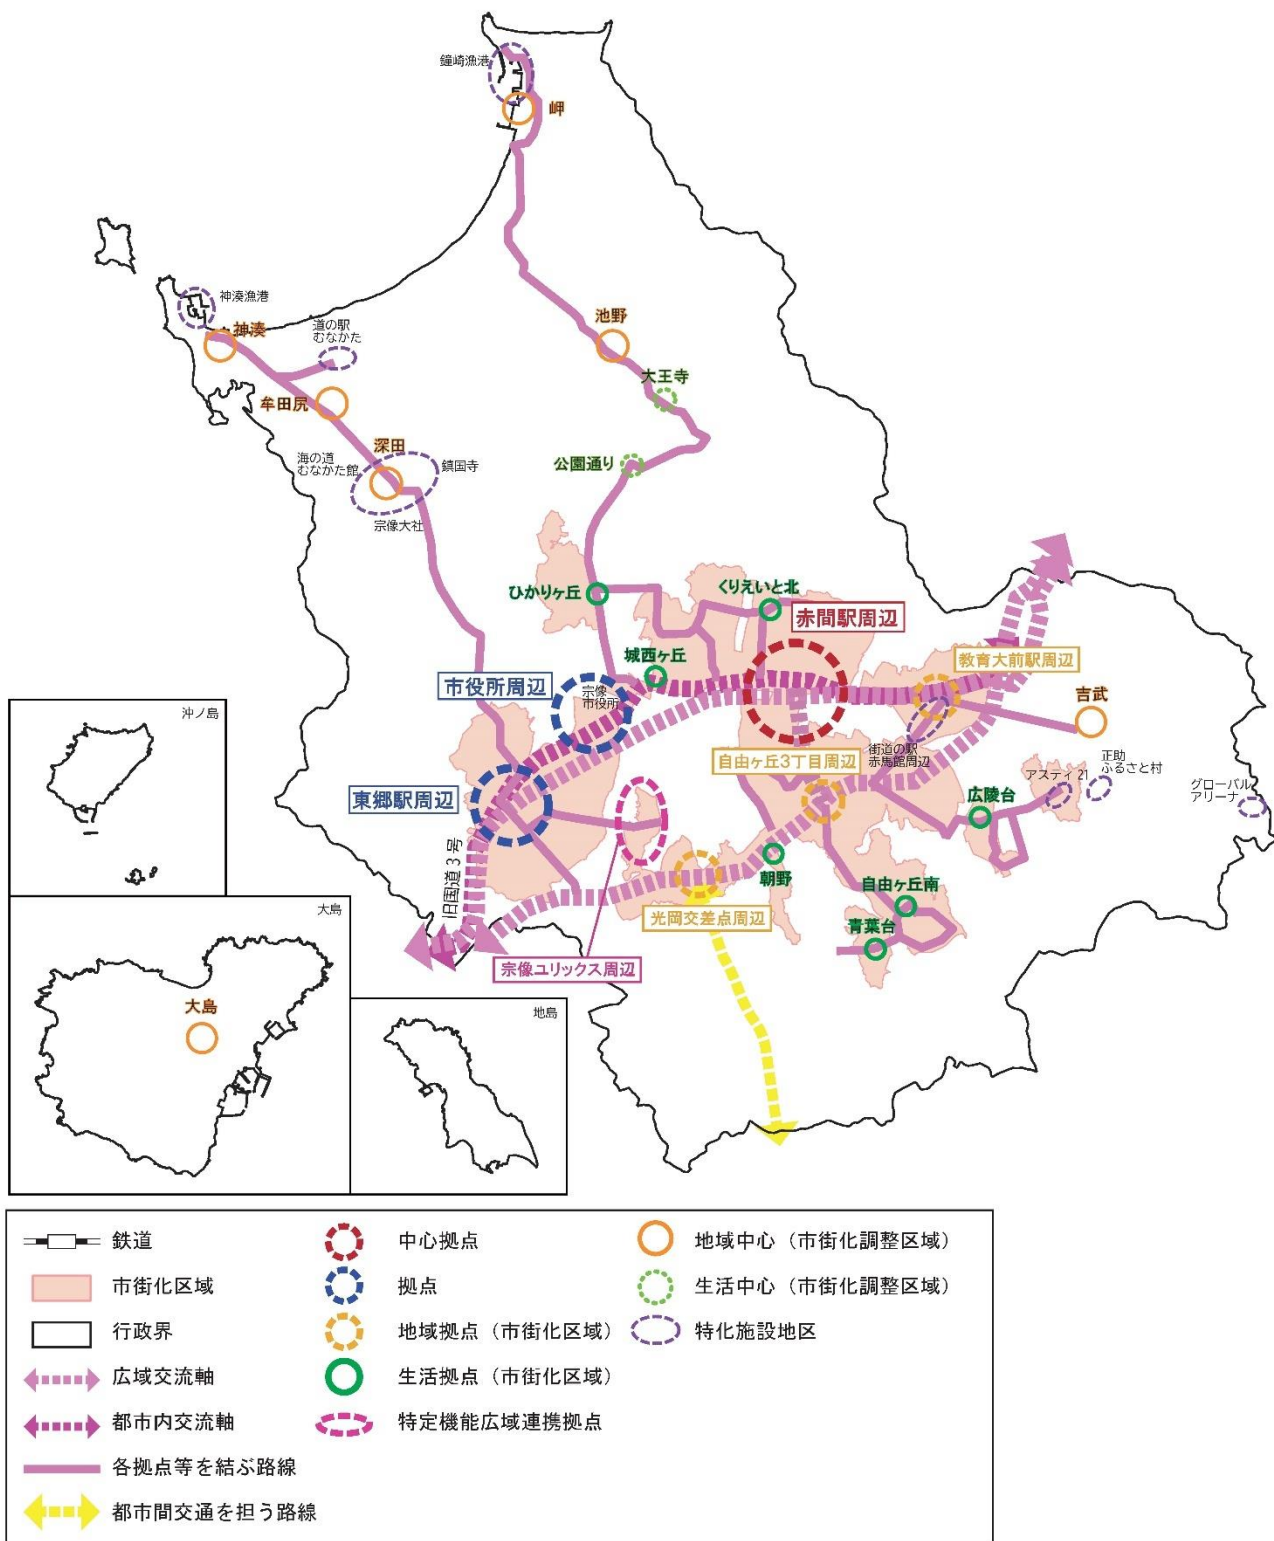 鐘崎漁港
岬
神湊漁港
神湊
道の駅
むなかた
池野
大王寺
牟田尻
深田
海の道
むなかた館
鎮国寺
宗像大社
公園通り
ひかりヶ丘
くりえいと北
赤間駅周辺
城西ヶ丘
教育大前駅周辺
市役所周辺
宗像
市役所
吉武
沖ノ島
自由ヶ丘3丁目周辺
街道の駅
赤馬館周辺
アスティ21
正助
ふるさと村
グローバル
アリーナ
東郷駅周辺
広陵台
旧国道3号
朝野
自由ヶ丘南
光岡交差点周辺
青葉台
宗像ユリックス周辺
大島
大島
地島
鉄道
市街化区域
行政界
広域交流軸
都市内交流軸
各拠点等を結ぶ路線
都市間交通を担う路線
中心拠点
拠点
地域拠点（市街化区域）
生活拠点（市街化区域）
特定機能広域連携拠点
地域中心（市街化調整区域）
生活中心（市街化調整区域）
特化施設地区